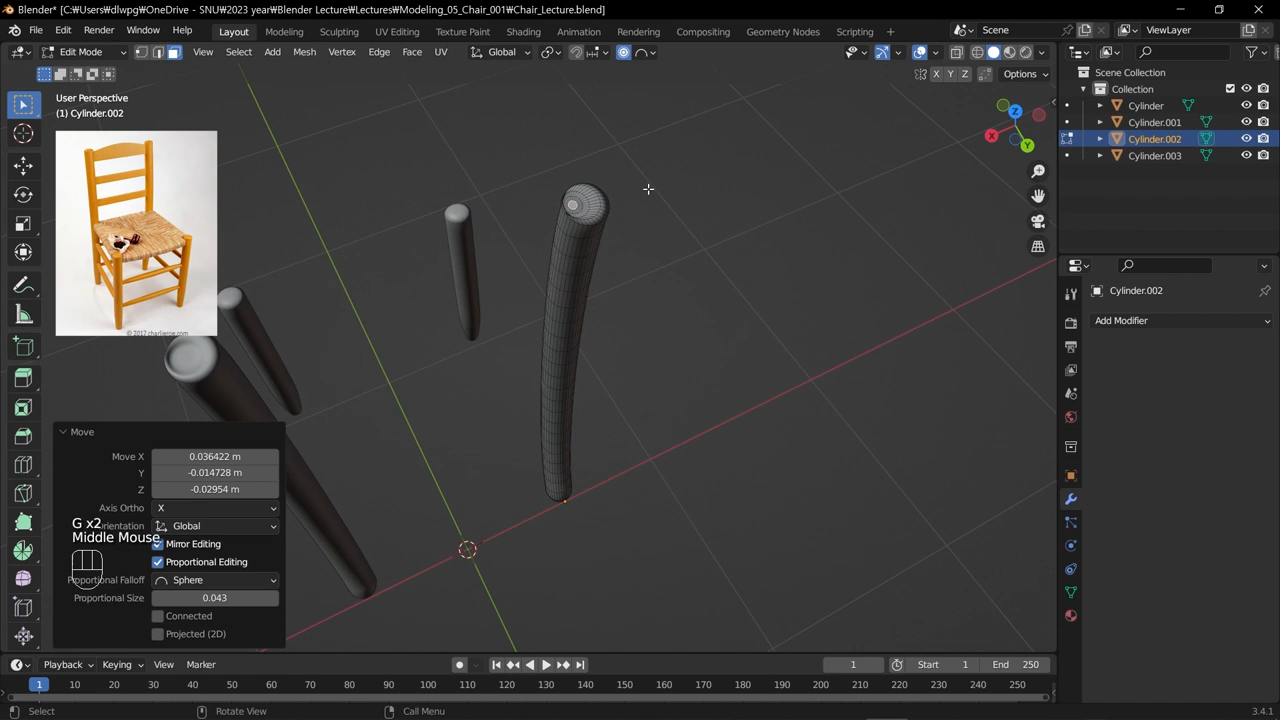 Blender* [C:₩Users₩dlwpg₩OneDrive - SNU₩2023 year₩Blender Lecture₩Lectures₩Modeling_05_Chair_001₩Chair_Lecture.blend]
File Edit Render Window Help Layout Modeling Sculpting UV Editing Texture Paint Shading Animation Rendering Compositing Geometry Nodes Scripting Scene ViewLayer
Edit Mode View Select Add Mesh Vertex Edge Face UV Global
X Y Z Options
User Perspective
(1) Cylinder.002
Scene Collection
Collection
Cylinder
Cylinder.001
Cylinder.002
Cylinder.003
Z
X
Y
© 2017 charlierge.com
Cylinder.002
Add Modifier
Move
Move X 0.036422 m
Y -0.014728 m
Z -0.02954 m
Axis Ortho X
Orientation Global
G x2
Middle Mouse
Mirror Editing
Proportional Editing
Proportional Falloff Sphere
Proportional Size 0.043
Connected
Projected (2D)
Playback Keying View Marker 1 Start 1 End 250
1 10 20 30 40 50 60 70 80 90 100 110 120 130 140 150 160 170 180 190 200 210 220 230 240 250
Select Rotate View Call Menu 3.4.1